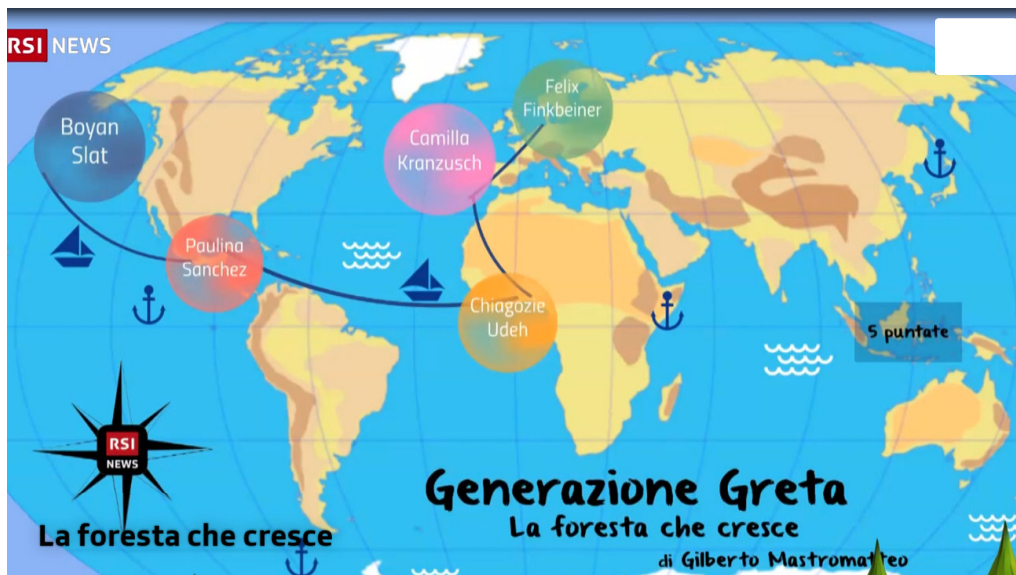 RSI NEWS
Boyan
Slat
Felix
Finkbeiner
Camilla
Kranzusch
Paulina
Sanchez
Chiagozie
Udeh
5 puntate
RSI
NEWS
Generazione Greta
La foresta che cresce
La foresta che cresce
di Gilberto Mastromatteo